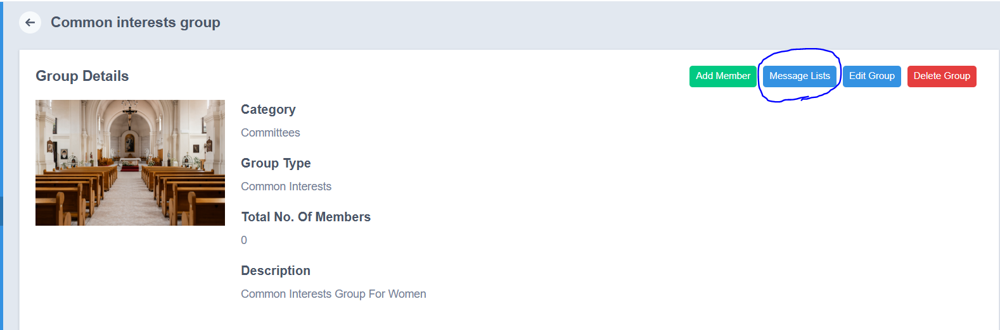 Common interests group
Group Details
Add Member
Message Lists
Edit Group
Delete Group
Category
Committees
Group Type
Common Interests
Total No. Of Members
0
Description
Common Interests Group For Women